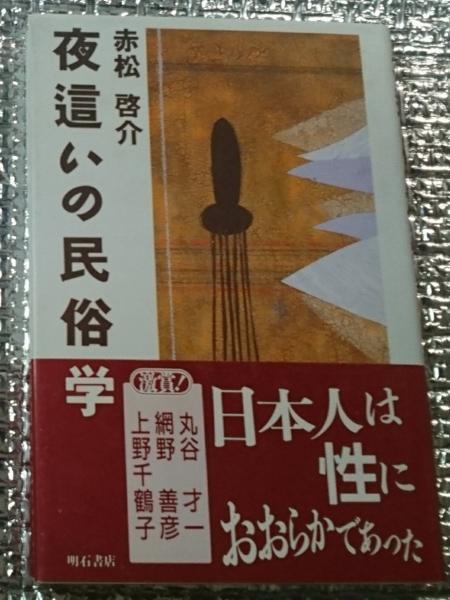 赤松 啓介
夜這いの民俗学
激賞!
丸谷 才一
網野 善彦
上野千鶴子
日本人は
性に
おおらかであった
明石書店